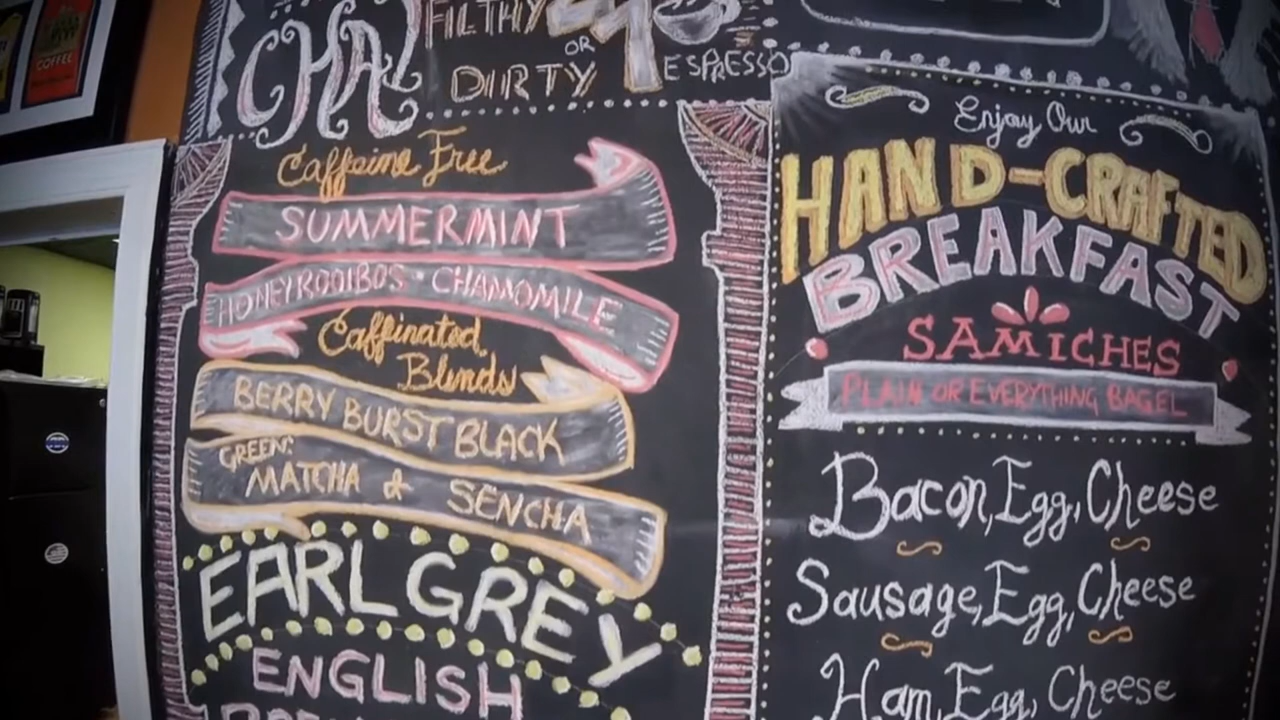 COFFEE
CHAI
FILTHY
OR
DIRTY
ESPRESSO
Caffeine Free
SUMMERMINT
HONEYROOIBOS - CHAMOMILE
Caffinated
Blends
BERRY BURST BLACK
GREEN:
MATCHA & SENCHA
EARL GREY
ENGLISH
Enjoy Our
HAND-CRAFTED
BREAKFAST
SAMICHES
PLAIN OR EVERYTHING BAGEL
Bacon, Egg, Cheese
Sausage, Egg, Cheese
Ham, Egg, Cheese